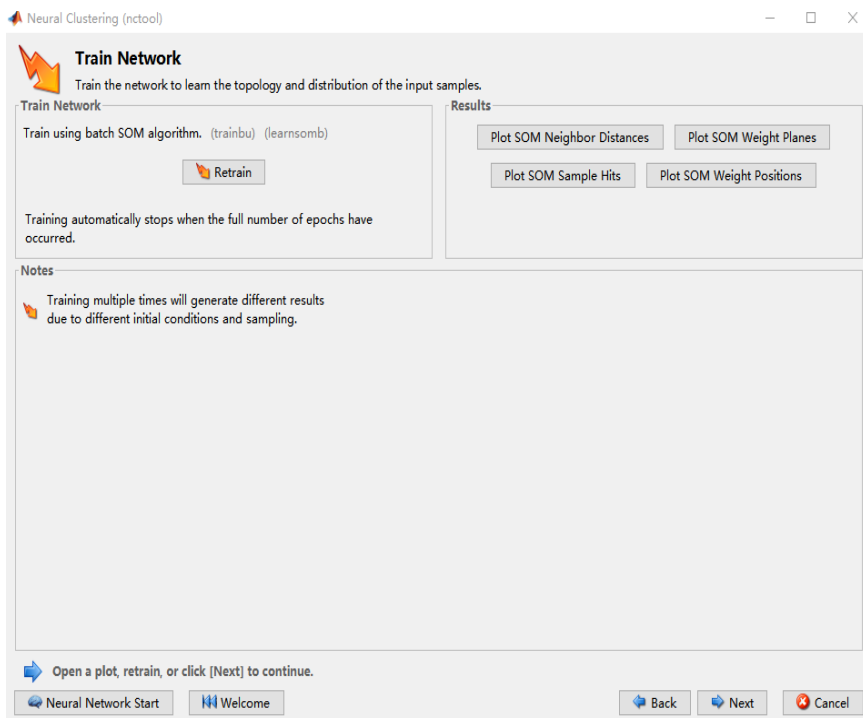 Neural Clustering (nctool)
Train Network
Train the network to learn the topology and distribution of the input samples.
Train Network
Train using batch SOM algorithm. (trainbu) (learnsomb)
Retrain
Training automatically stops when the full number of epochs have
occurred.
Results
Plot SOM Neighbor Distances
Plot SOM Weight Planes
Plot SOM Sample Hits
Plot SOM Weight Positions
Notes
Training multiple times will generate different results
due to different initial conditions and sampling.
Open a plot, retrain, or click [Next] to continue.
Neural Network Start
Welcome
Back
Next
Cancel